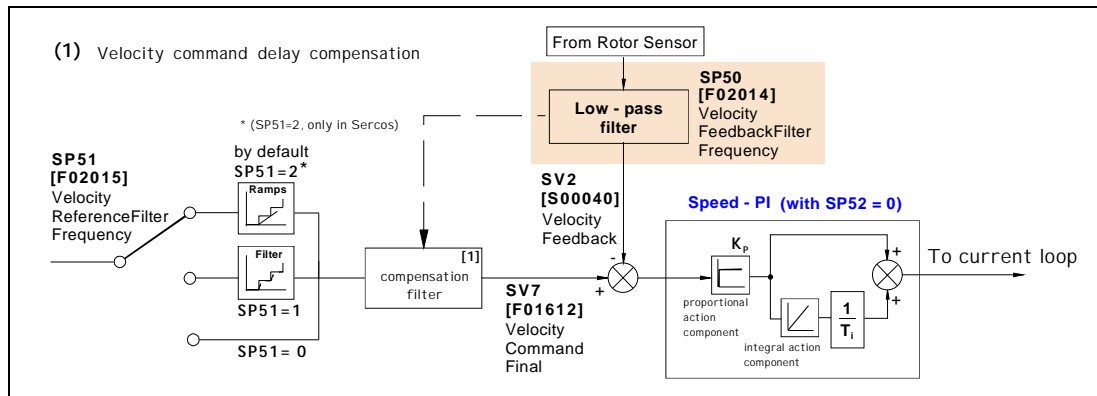 (1) Velocity command delay compensation
From Rotor Sensor
Low - pass
filter
SP50
[F02014]
Velocity
FeedbackFilter
Frequency
* (SP51=2, only in Sercos)
by default
SP51=2*
Ramps
SP51
[F02015]
Velocity
ReferenceFilter
Frequency
Filter
SP51=1
SP51= 0
[1]
compensation
filter
SV2
[S00040]
Velocity
Feedback
-
+
SV7
[F01612]
Velocity
Command
Final
Speed - PI (with SP52 = 0)
KP
proportional
action
component
integral action
component
1
Ti
+
+
To current loop